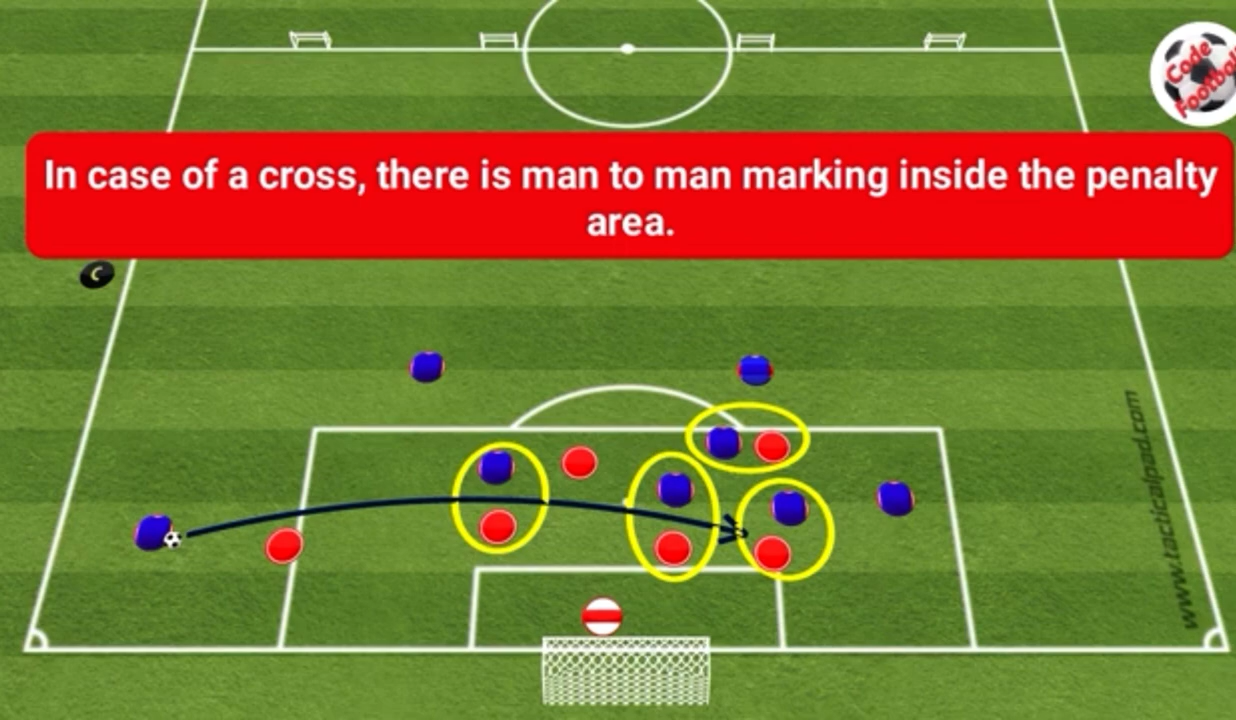 Code
Football
In case of a cross, there is man to man marking inside the penalty
area.
C
www.tacticalpad.com